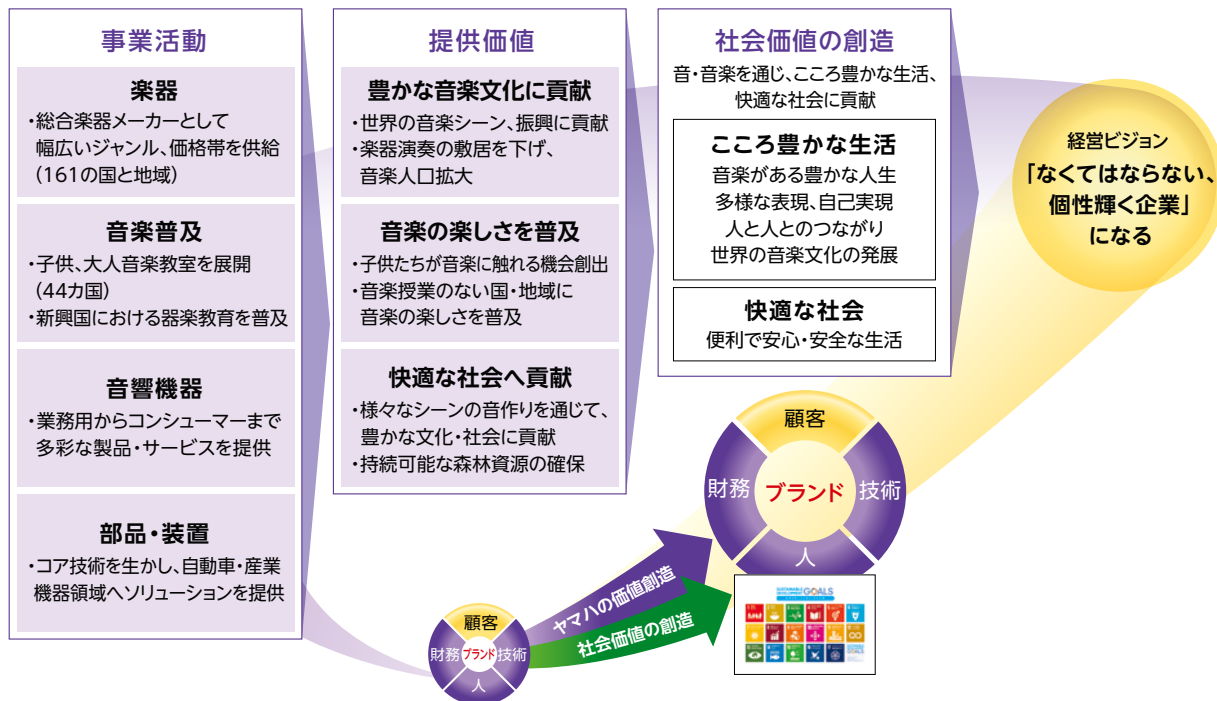 事業活動
楽器
・総合楽器メーカーとして
幅広いジャンル、価格帯を供給
(161の国と地域)
音楽普及
・子供、大人音楽教室を展開
(44カ国)
・新興国における器楽教育を普及
音響機器
・業務用からコンシューマーまで
多彩な製品・サービスを提供
部品・装置
・コア技術を生かし、自動車・産業
機器領域へソリューションを提供
提供価値
豊かな音楽文化に貢献
・世界の音楽シーン、振興に貢献
・楽器演奏の敷居を下げ、
音楽人口拡大
音楽の楽しさを普及
・子供たちが音楽に触れる機会創出
・音楽授業のない国・地域に
音楽の楽しさを普及
快適な社会へ貢献
・様々なシーンの音作りを通じて、
豊かな文化・社会に貢献
・持続可能な森林資源の確保
社会価値の創造
音・音楽を通じ、こころ豊かな生活、
快適な社会に貢献
こころ豊かな生活
音楽がある豊かな人生
多様な表現、自己実現
人と人とのつながり
世界の音楽文化の発展
快適な社会
便利で安心・安全な生活
経営ビジョン
「なくてはならない、
個性輝く企業」
になる
顧客
財務
ブランド
技術
人
顧客
財務
ブランド
技術
人
ヤマハの価値創造
社会価値の創造
SUSTAINABLE
DEVELOPMENT
GOALS